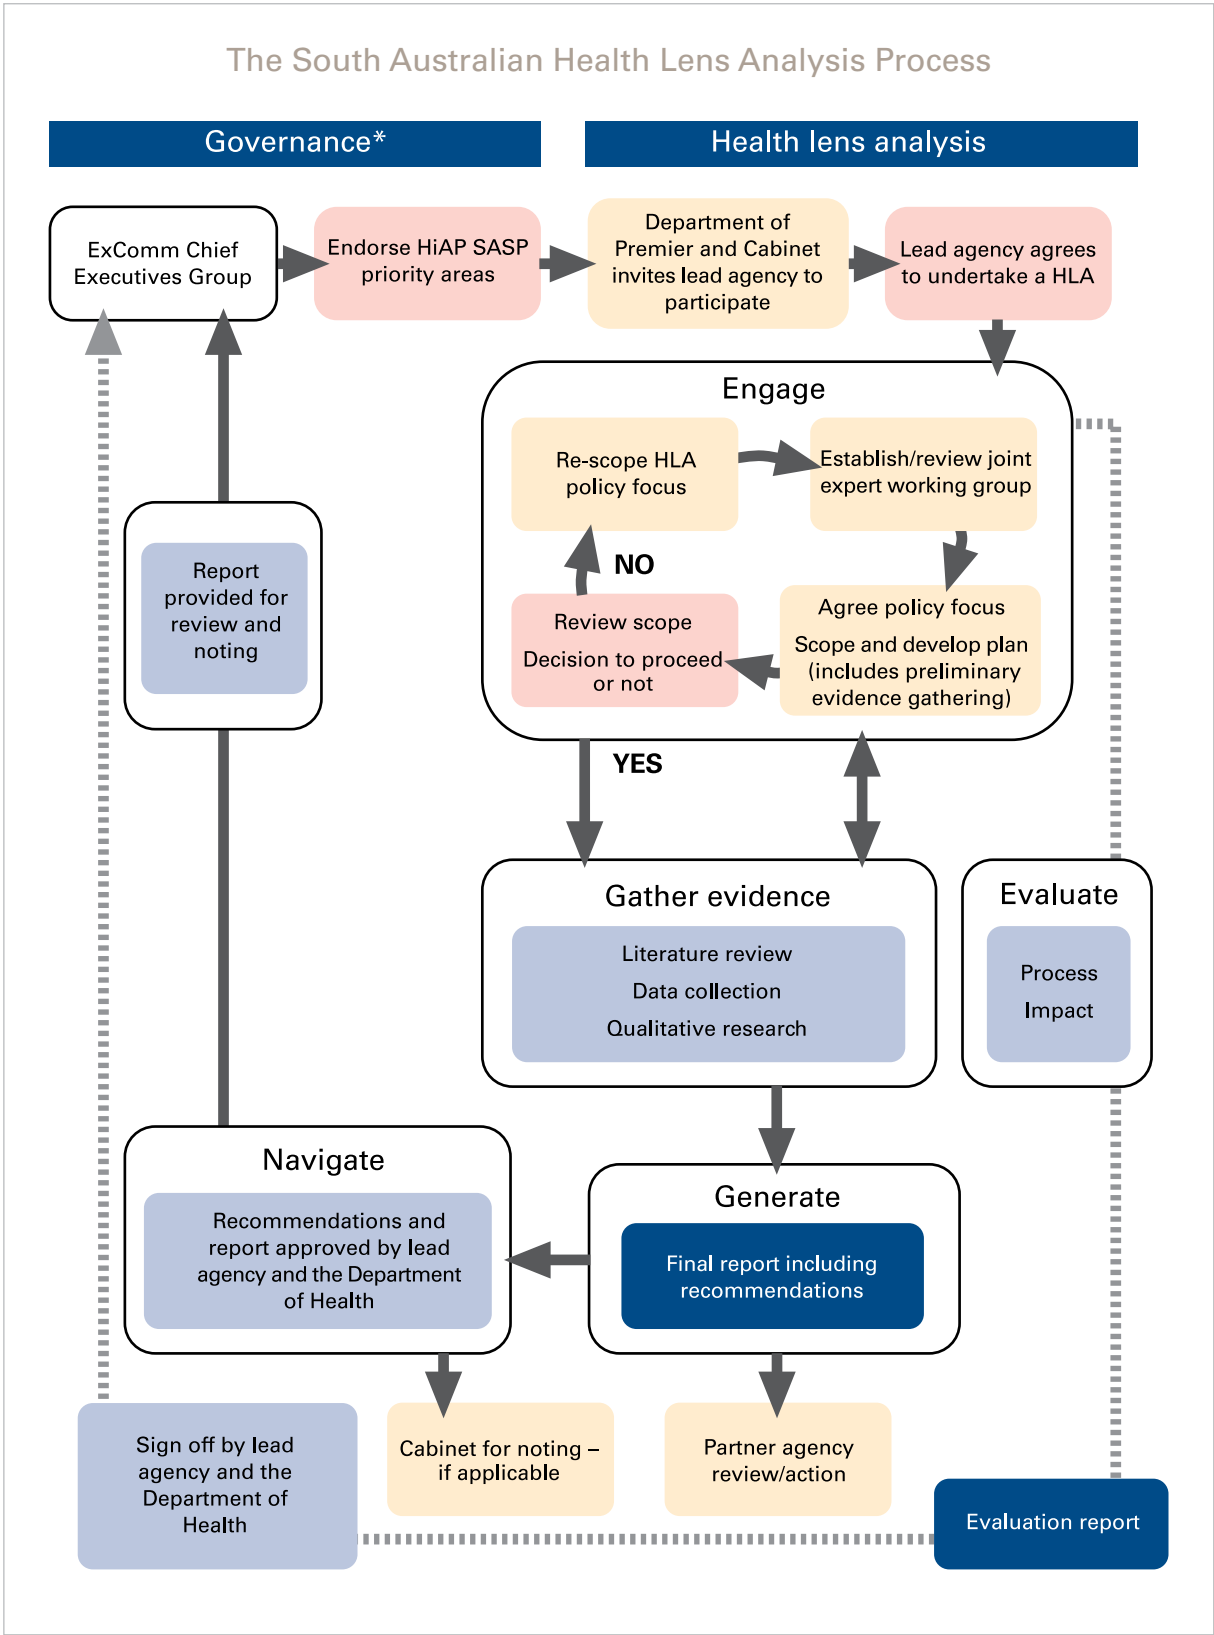 The South Australian Health Lens Analysis Process
Governance*
Health lens analysis
ExComm Chief
Executives Group
Endorse HiAP SASP
priority areas
Department of
Premier and Cabinet
invites lead agency to
participate
Lead agency agrees
to undertake a HLA
Engage
Re-scope HLA
policy focus
Establish/review joint
expert working group
NO
Review scope
Decision to proceed
or not
Agree policy focus
Scope and develop plan
(includes preliminary
evidence gathering)
YES
Report
provided for
review and
noting
Gather evidence
Literature review
Data collection
Qualitative research
Evaluate
Process
Impact
Navigate
Recommendations and
report approved by lead
agency and the Department
of Health
Generate
Final report including
recommendations
Sign off by lead
agency and the
Department of
Health
Cabinet for noting –
if applicable
Partner agency
review/action
Evaluation report